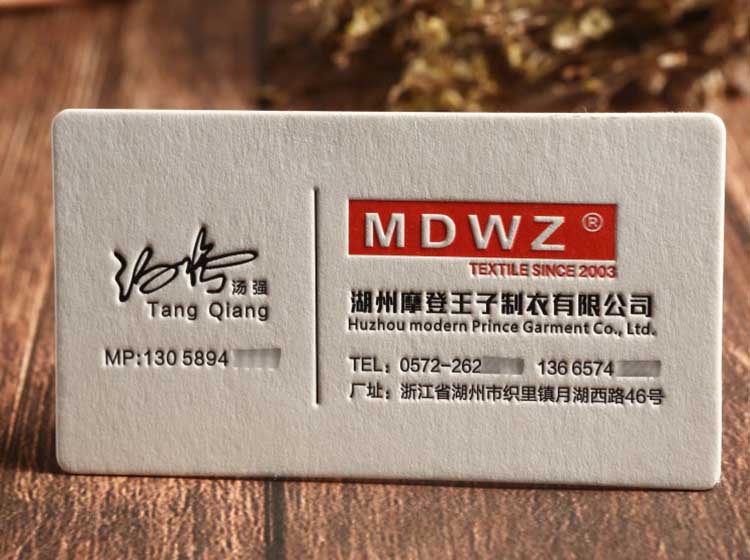 汤强
Tang Qiang
MP:130 5894
MDWZ®
TEXTILE SINCE 2003
湖州摩登王子制衣有限公司
Huzhou modern Prince Garment Co., Ltd.
TEL：0572-262 136 6574
厂址：浙江省湖州市织里镇月湖西路46号